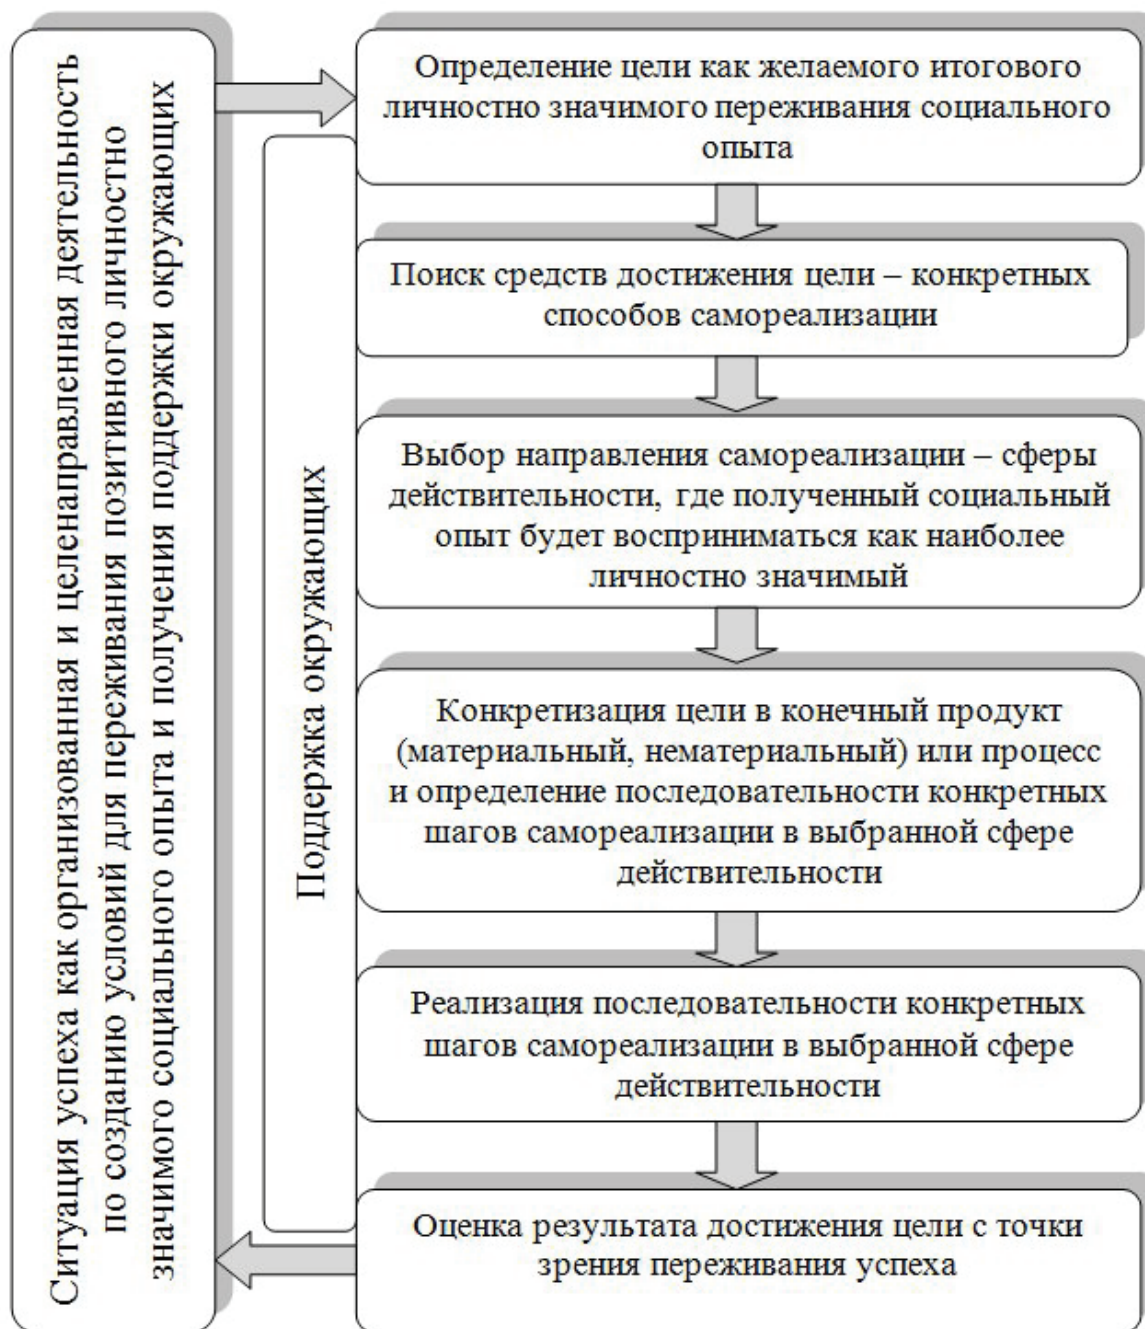 Ситуация успеха как организованная и целенаправленная деятельность
по созданию условий для переживания позитивного личностно
значимого социального опыта и получения поддержки окружающих
Поддержка окружающих
Определение цели как желаемого итогового
личностно значимого переживания социального
опыта
Поиск средств достижения цели – конкретных
способов самореализации
Выбор направления самореализации – сферы
действительности, где полученный социальный
опыт будет восприниматься как наиболее
личностно значимый
Конкретизация цели в конечный продукт
(материальный, нематериальный) или процесс
и определение последовательности конкретных
шагов самореализации в выбранной сфере
действительности
Реализация последовательности конкретных
шагов самореализации в выбранной сфере
действительности
Оценка результата достижения цели с точки
зрения переживания успеха